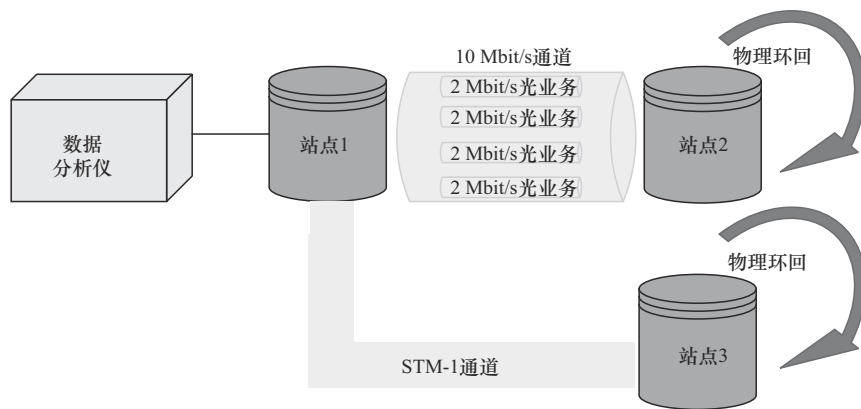 10 Mbit/s通道
物理环回
数据
分析仪
站点1
2 Mbit/s光业务
2 Mbit/s光业务
2 Mbit/s光业务
2 Mbit/s光业务
站点2
物理环回
站点3
STM-1通道